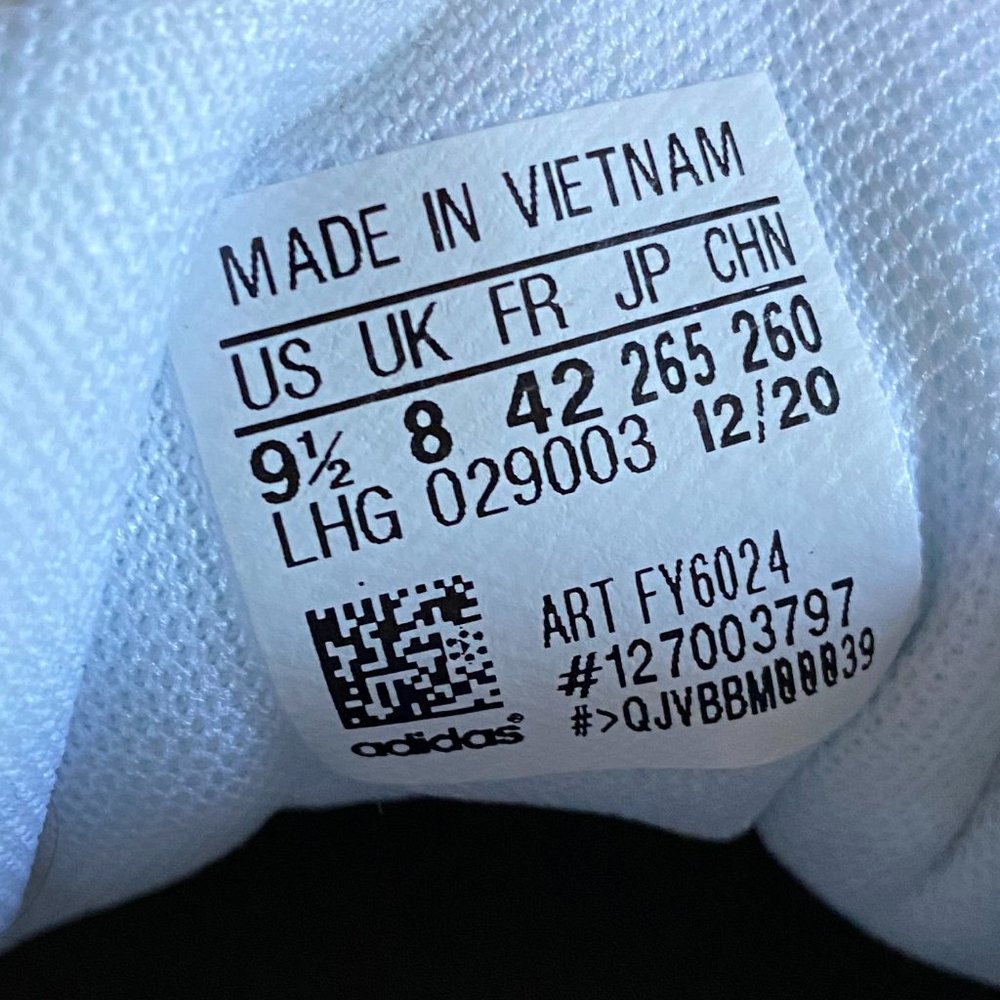 MADE IN VIETNAM
US UK FR JP CHN
9½ 8 42 265 260
LHG 029003 12/20
ART FY6024
#127003797
#>QJVBBM00039
adidas®